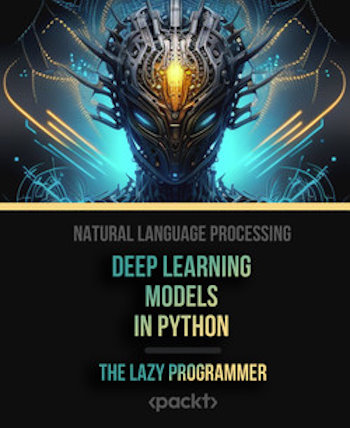 NATURAL LANGUAGE PROCESSING
DEEP LEARNING
MODELS
IN PYTHON
THE LAZY PROGRAMMER
<packt>